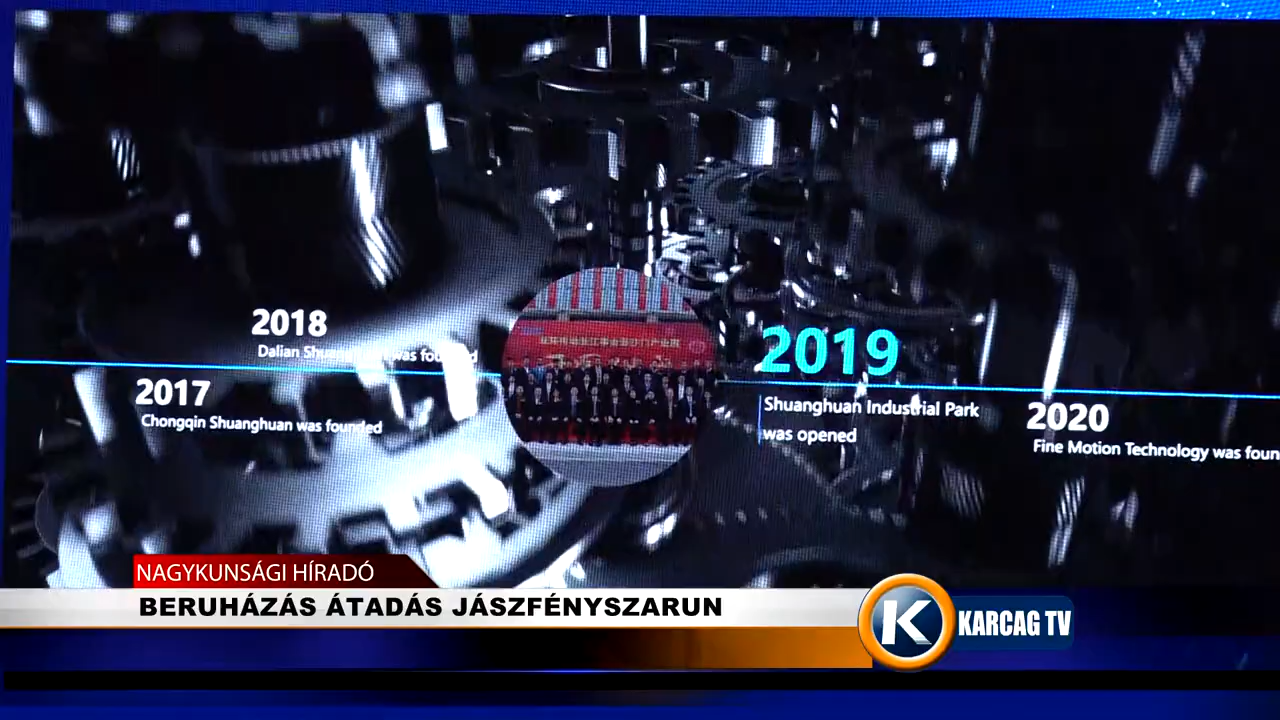 2018
Dalian was founded
2017
Chongqin Shuanghuan was founded
2019
Shuanghuan Industrial Park
was opened
2020
Fine Motion Technology was foun
NAGYKUNSÁGI HÍRADÓ
BERUHÁZÁS ÁTADÁS JÁSZFÉNYSZARUN
K
KARCAG TV